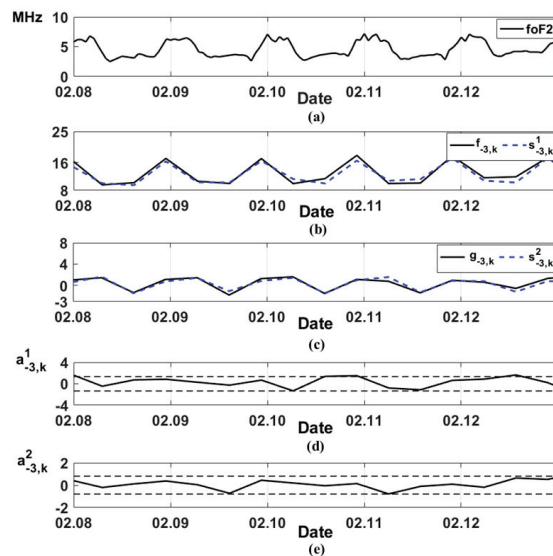 MHz
10
foF2
5
0
02.08 02.09 02.10 02.11 02.12
Date
(a)
25
f-3,k s1-3,k
16
8
02.08 02.09 02.10 02.11 02.12
Date
(b)
8
g-3,k s2-3,k
3
0
-3
02.08 02.09 02.10 02.11 02.12
Date
(c)
a1-3,k
4
0
-4
02.08 02.09 02.10 02.11 02.12
Date
(d)
a2-3,k
2
0
-2
02.08 02.09 02.10 02.11 02.12
Date
(e)